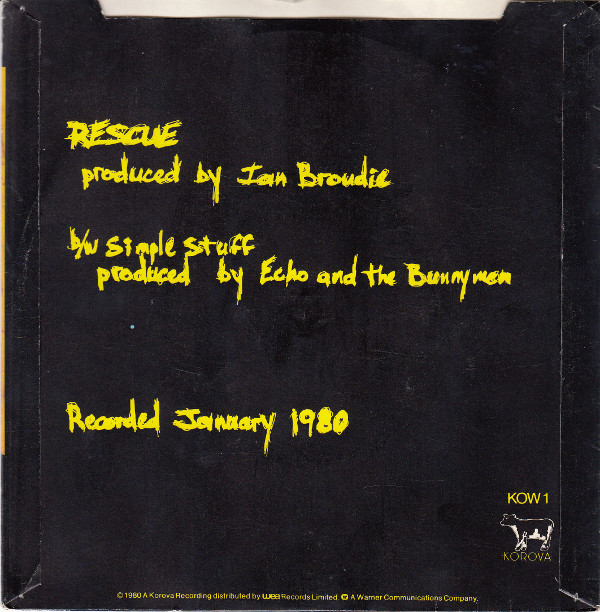 RESCUE
produced by Ian Broudie
b/w Simple Stuff
produced by Echo and the Bunnymen
Recorded January 1980
KOW 1
KOROVA
© 1980 A Korova Recording distributed by wea Records Limited. A Warner Communications Company.